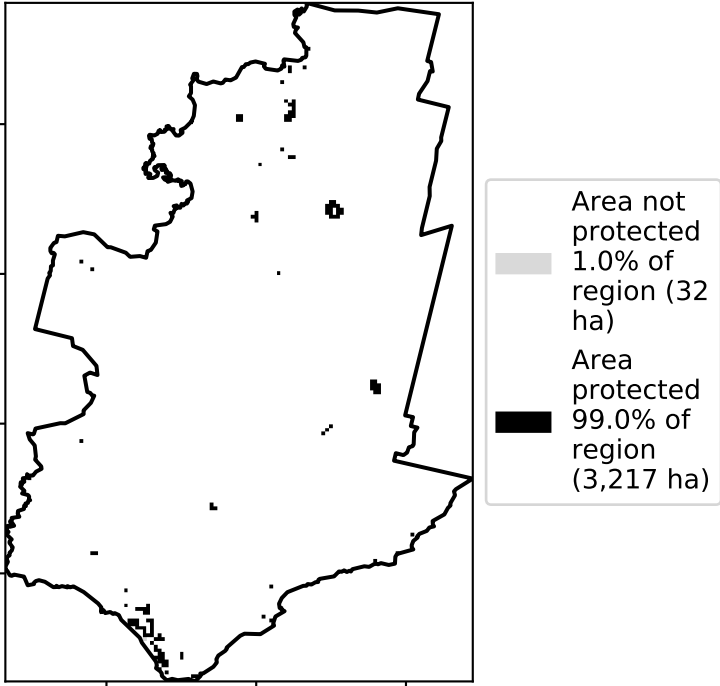 Area not
protected
1.0% of
region (32
ha)
Area
protected
99.0% of
region
(3,217 ha)